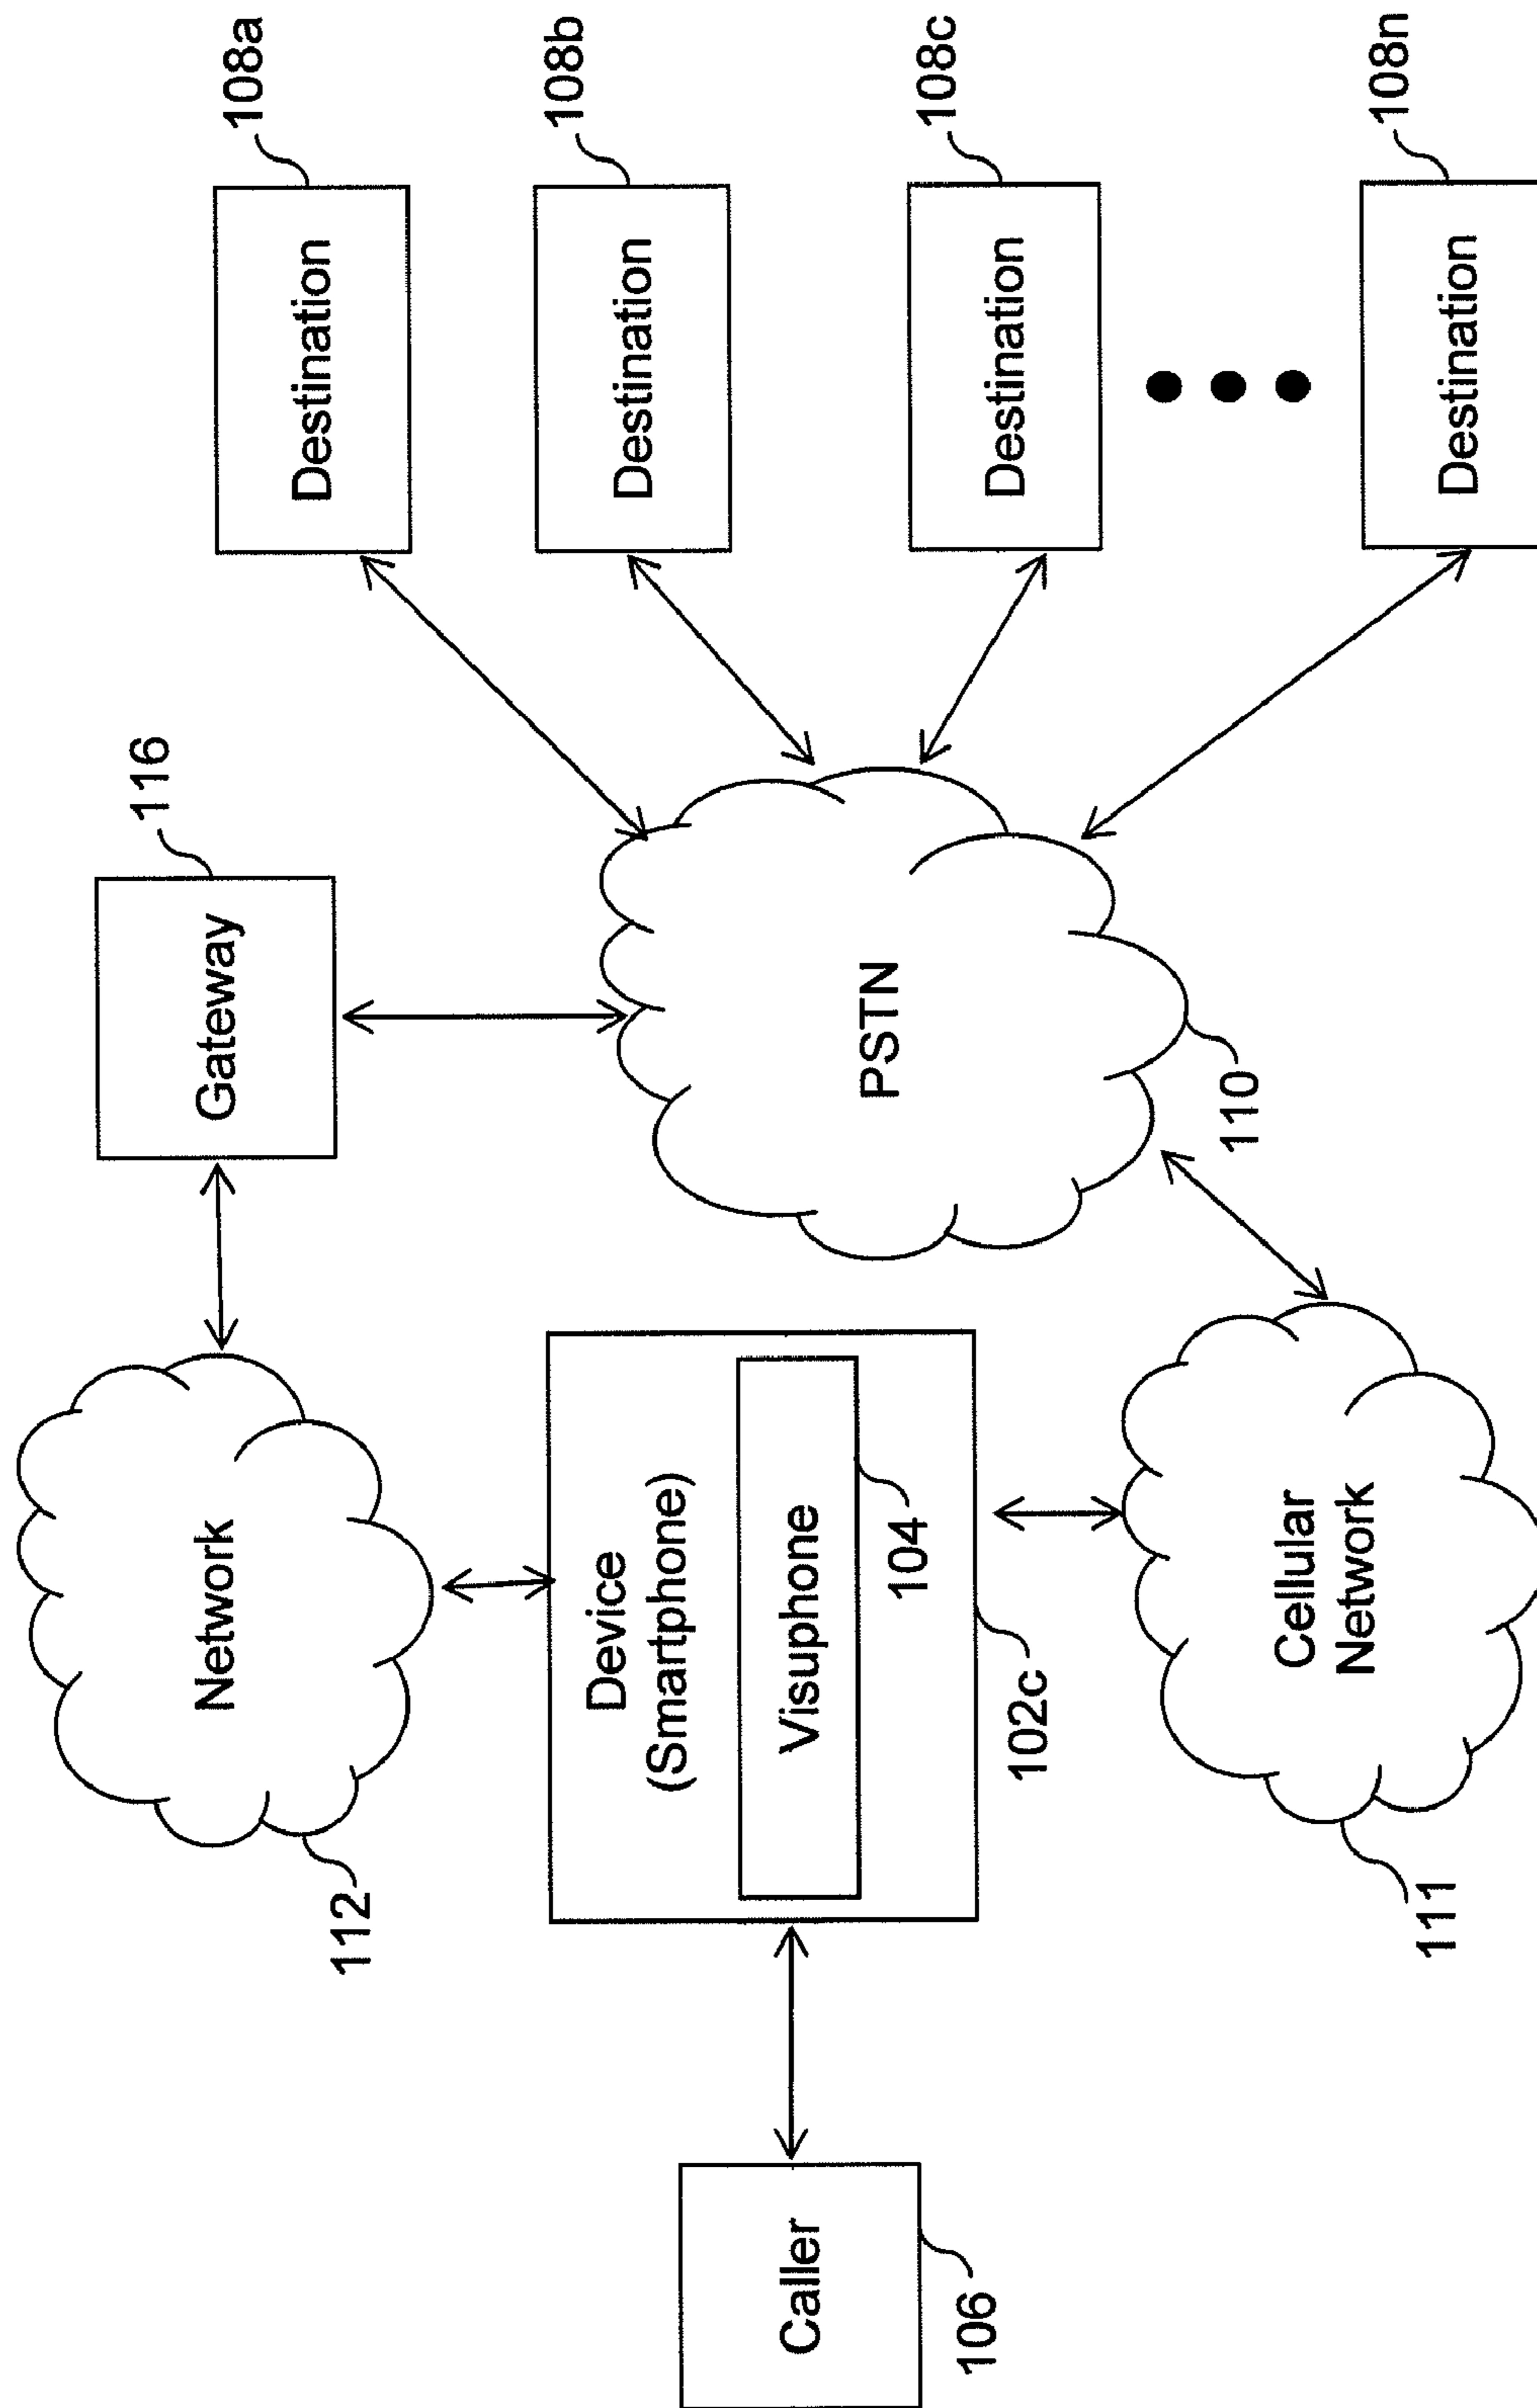 Caller
106
Network
112
Device
(Smartphone)
Visuphone
104
102c
Cellular
Network
111
Gateway
116
PSTN
110
Destination
108a
Destination
108b
Destination
108c
Destination
108n